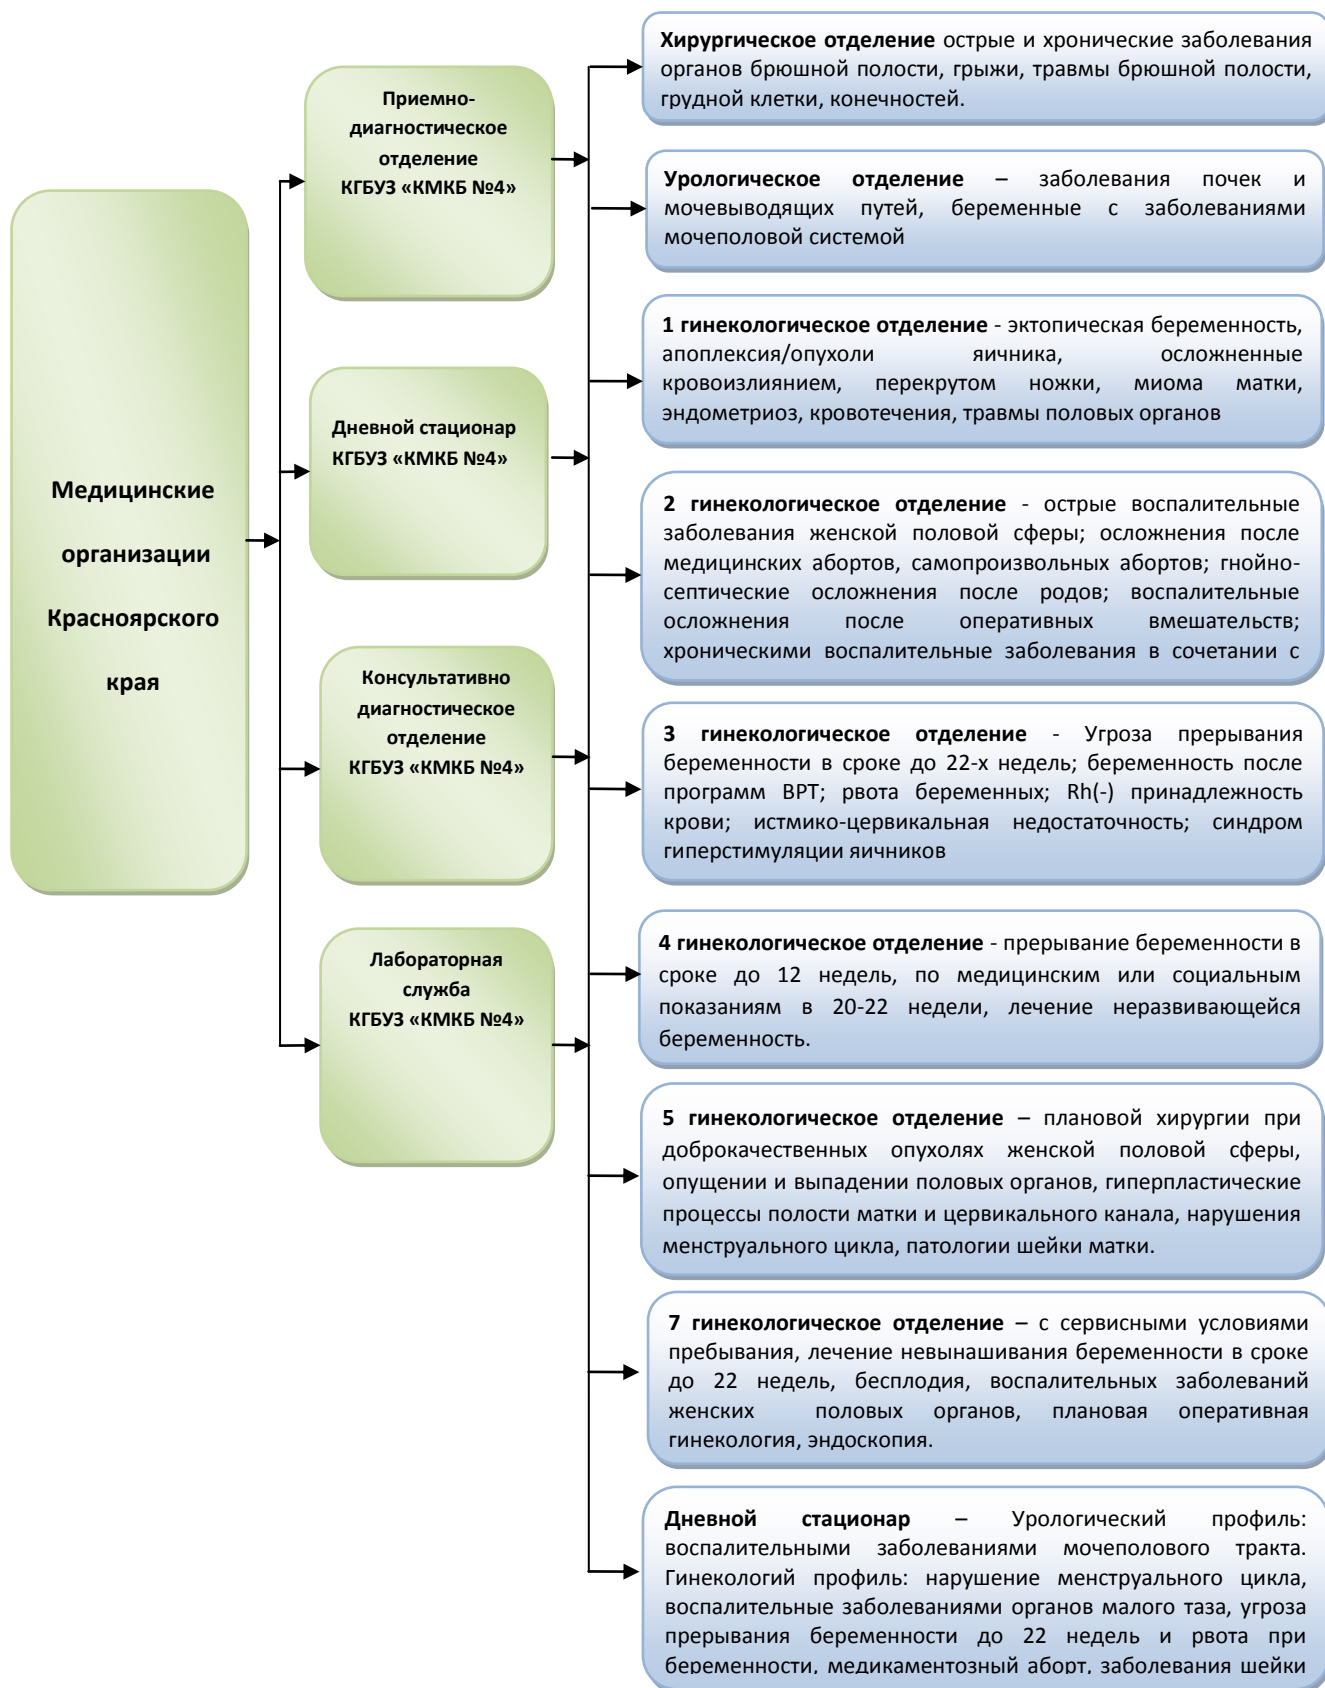 Медицинские
организации
Красноярского
края
Приемно-
диагностическое
отделение
КГБУЗ «КМКБ №4»
Дневной стационар
КГБУЗ «КМКБ №4»
Консультативно
диагностическое
отделение
КГБУЗ «КМКБ №4»
Лабораторная
служба
КГБУЗ «КМКБ №4»
Хирургическое отделение острые и хронические заболевания
органов брюшной полости, грыжи, травмы брюшной полости,
грудной клетки, конечностей.
Урологическое отделение – заболевания почек и
мочевыводящих путей, беременные с заболеваниями
мочеполовой системой
1 гинекологическое отделение - эктопическая беременность,
апоплексия/опухоли яичника, осложненные
кровоизлиянием, перекрутом ножки, миома матки,
эндометриоз, кровотечения, травмы половых органов
2 гинекологическое отделение - острые воспалительные
заболевания женской половой сферы; осложнения после
медицинских абортов, самопроизвольных абортов; гнойно-
септические осложнения после родов; воспалительные
осложнения после оперативных вмешательств;
хроническими воспалительные заболевания в сочетании с
3 гинекологическое отделение - Угроза прерывания
беременности в сроке до 22-х недель; беременность после
программ ВРТ; рвота беременных; Rh(-) принадлежность
крови; истмико-цервикальная недостаточность; синдром
гиперстимуляции яичников
4 гинекологическое отделение - прерывание беременности в
сроке до 12 недель, по медицинским или социальным
показаниям в 20-22 недели, лечение неразвивающейся
беременность.
5 гинекологическое отделение – плановой хирургии при
доброкачественных опухолях женской половой сферы,
опущении и выпадении половых органов, гиперпластические
процессы полости матки и цервикального канала, нарушения
менструального цикла, патологии шейки матки.
7 гинекологическое отделение – с сервисными условиями
пребывания, лечение невынашивания беременности в сроке
до 22 недель, бесплодия, воспалительных заболеваний
женских половых органов, плановая оперативная
гинекология, эндоскопия.
Дневной стационар – Урологический профиль:
воспалительными заболеваниями мочеполового тракта.
Гинекологий профиль: нарушение менструального цикла,
воспалительные заболеваниями органов малого таза, угроза
прерывания беременности до 22 недель и рвота при
беременности, медикаментозный аборт, заболевания шейки